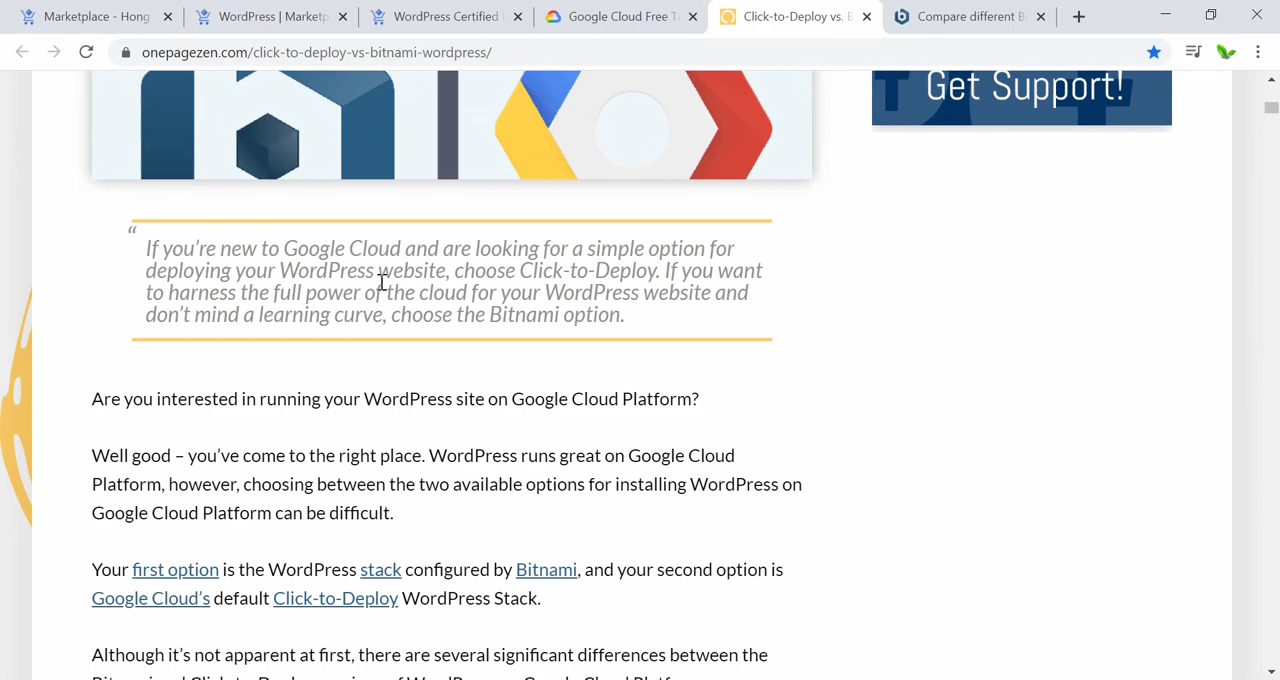 Marketplace - Hong
WordPress | Marketp
WordPress Certified
Google Cloud Free T
Click-to-Deploy vs. B
Compare different Bi
onepagezen.com/click-to-deploy-vs-bitnami-wordpress/
Get Support!
“
If you’re new to Google Cloud and are looking for a simple option for
deploying your WordPress website, choose Click-to-Deploy. If you want
to harness the full power of the cloud for your WordPress website and
don’t mind a learning curve, choose the Bitnami option.
Are you interested in running your WordPress site on Google Cloud Platform?
Well good – you’ve come to the right place. WordPress runs great on Google Cloud
Platform, however, choosing between the two available options for installing WordPress on
Google Cloud Platform can be difficult.
Your first option is the WordPress stack configured by Bitnami, and your second option is
Google Cloud’s default Click-to-Deploy WordPress Stack.
Although it’s not apparent at first, there are several significant differences between the